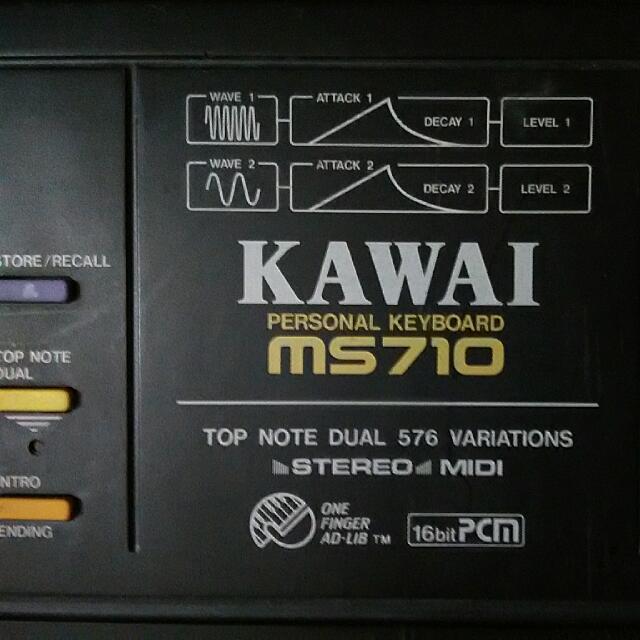 WAVE 1
ATTACK 1
DECAY 1
LEVEL 1
WAVE 2
ATTACK 2
DECAY 2
LEVEL 2
KAWAI
PERSONAL KEYBOARD
MS710
TOP NOTE DUAL 576 VARIATIONS
STEREO MIDI
ONE
FINGER
AD-LIB TM
16bit PCM
STORE/RECALL
TOP NOTE
DUAL
INTRO
ENDING